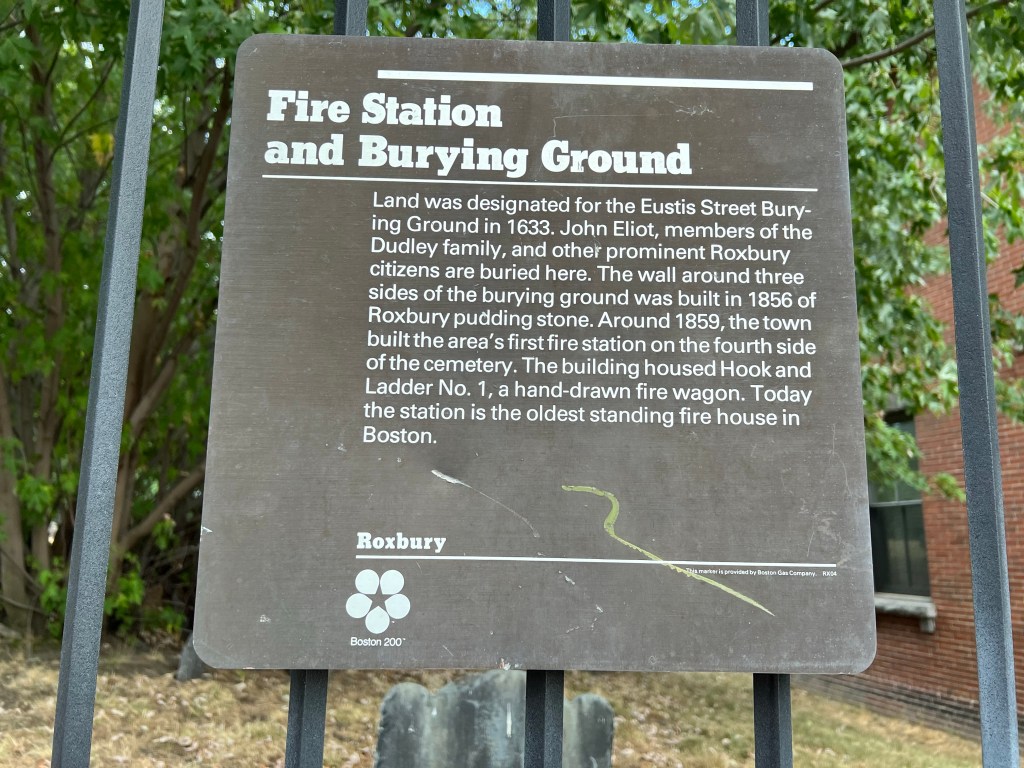 Fire Station
and Burying Ground
Land was designated for the Eustis Street Bury-
ing Ground in 1633. John Eliot, members of the
Dudley family, and other prominent Roxbury
citizens are buried here. The wall around three
sides of the burying ground was built in 1856 of
Roxbury pudding stone. Around 1859, the town
built the area's first fire station on the fourth side
of the cemetery. The building housed Hook and
Ladder No. 1, a hand-drawn fire wagon. Today
the station is the oldest standing fire house in
Boston.
Roxbury
This marker is provided by Boston Gas Company. RX04
Boston 200™